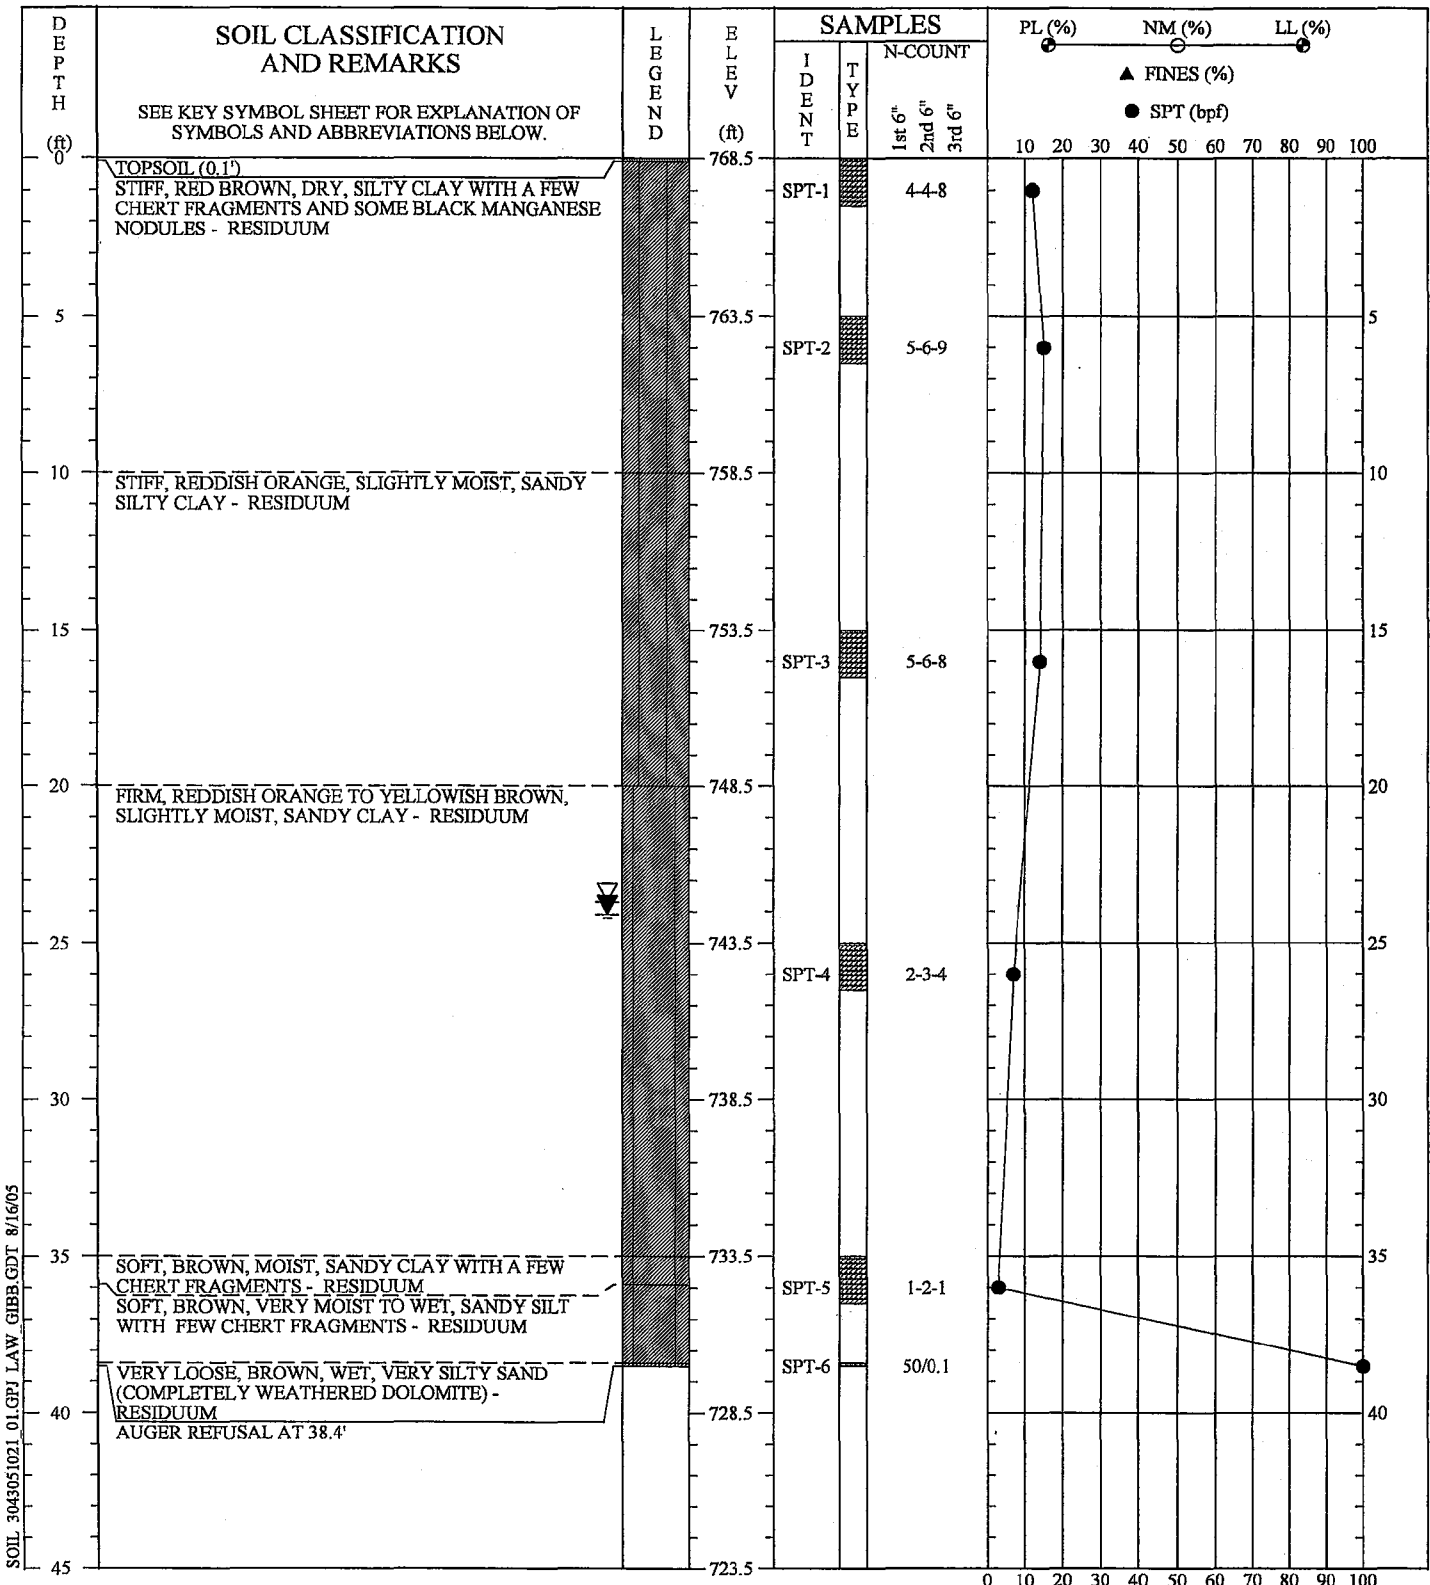 DEPTH (ft)
SOIL CLASSIFICATION
AND REMARKS
SEE KEY SYMBOL SHEET FOR EXPLANATION OF
SYMBOLS AND ABBREVIATIONS BELOW.
LEGEND
ELEV (ft)
SAMPLES
IDENT
TYPE
N-COUNT
1st 6"
2nd 6"
3rd 6"
PL (%) NM (%) LL (%)
▲ FINES (%)
● SPT (bpf)
10 20 30 40 50 60 70 80 90 100
0 768.5
TOPSOIL (0.1')
STIFF, RED BROWN, DRY, SILTY CLAY WITH A FEW
CHERT FRAGMENTS AND SOME BLACK MANGANESE
NODULES - RESIDUUM
SPT-1 4-4-8
5 763.5 5
SPT-2 5-6-9
10 758.5 10
STIFF, REDDISH ORANGE, SLIGHTLY MOIST, SANDY
SILTY CLAY - RESIDUUM
15 753.5 15
SPT-3 5-6-8
20 748.5 20
FIRM, REDDISH ORANGE TO YELLOWISH BROWN,
SLIGHTLY MOIST, SANDY CLAY - RESIDUUM
25 743.5 25
SPT-4 2-3-4
30 738.5 30
35 733.5 35
SOFT, BROWN, MOIST, SANDY CLAY WITH A FEW
CHERT FRAGMENTS - RESIDUUM
SPT-5 1-2-1
SOFT, BROWN, VERY MOIST TO WET, SANDY SILT
WITH FEW CHERT FRAGMENTS - RESIDUUM
SPT-6 50/0.1
VERY LOOSE, BROWN, WET, VERY SILTY SAND
(COMPLETELY WEATHERED DOLOMITE) -
RESIDUUM
40 728.5 40
AUGER REFUSAL AT 38.4'
45 723.5
0 10 20 30 40 50 60 70 80 90 100
SOIL 3043051021_01.GPJ LAW GIBB.GDT 8/16/05